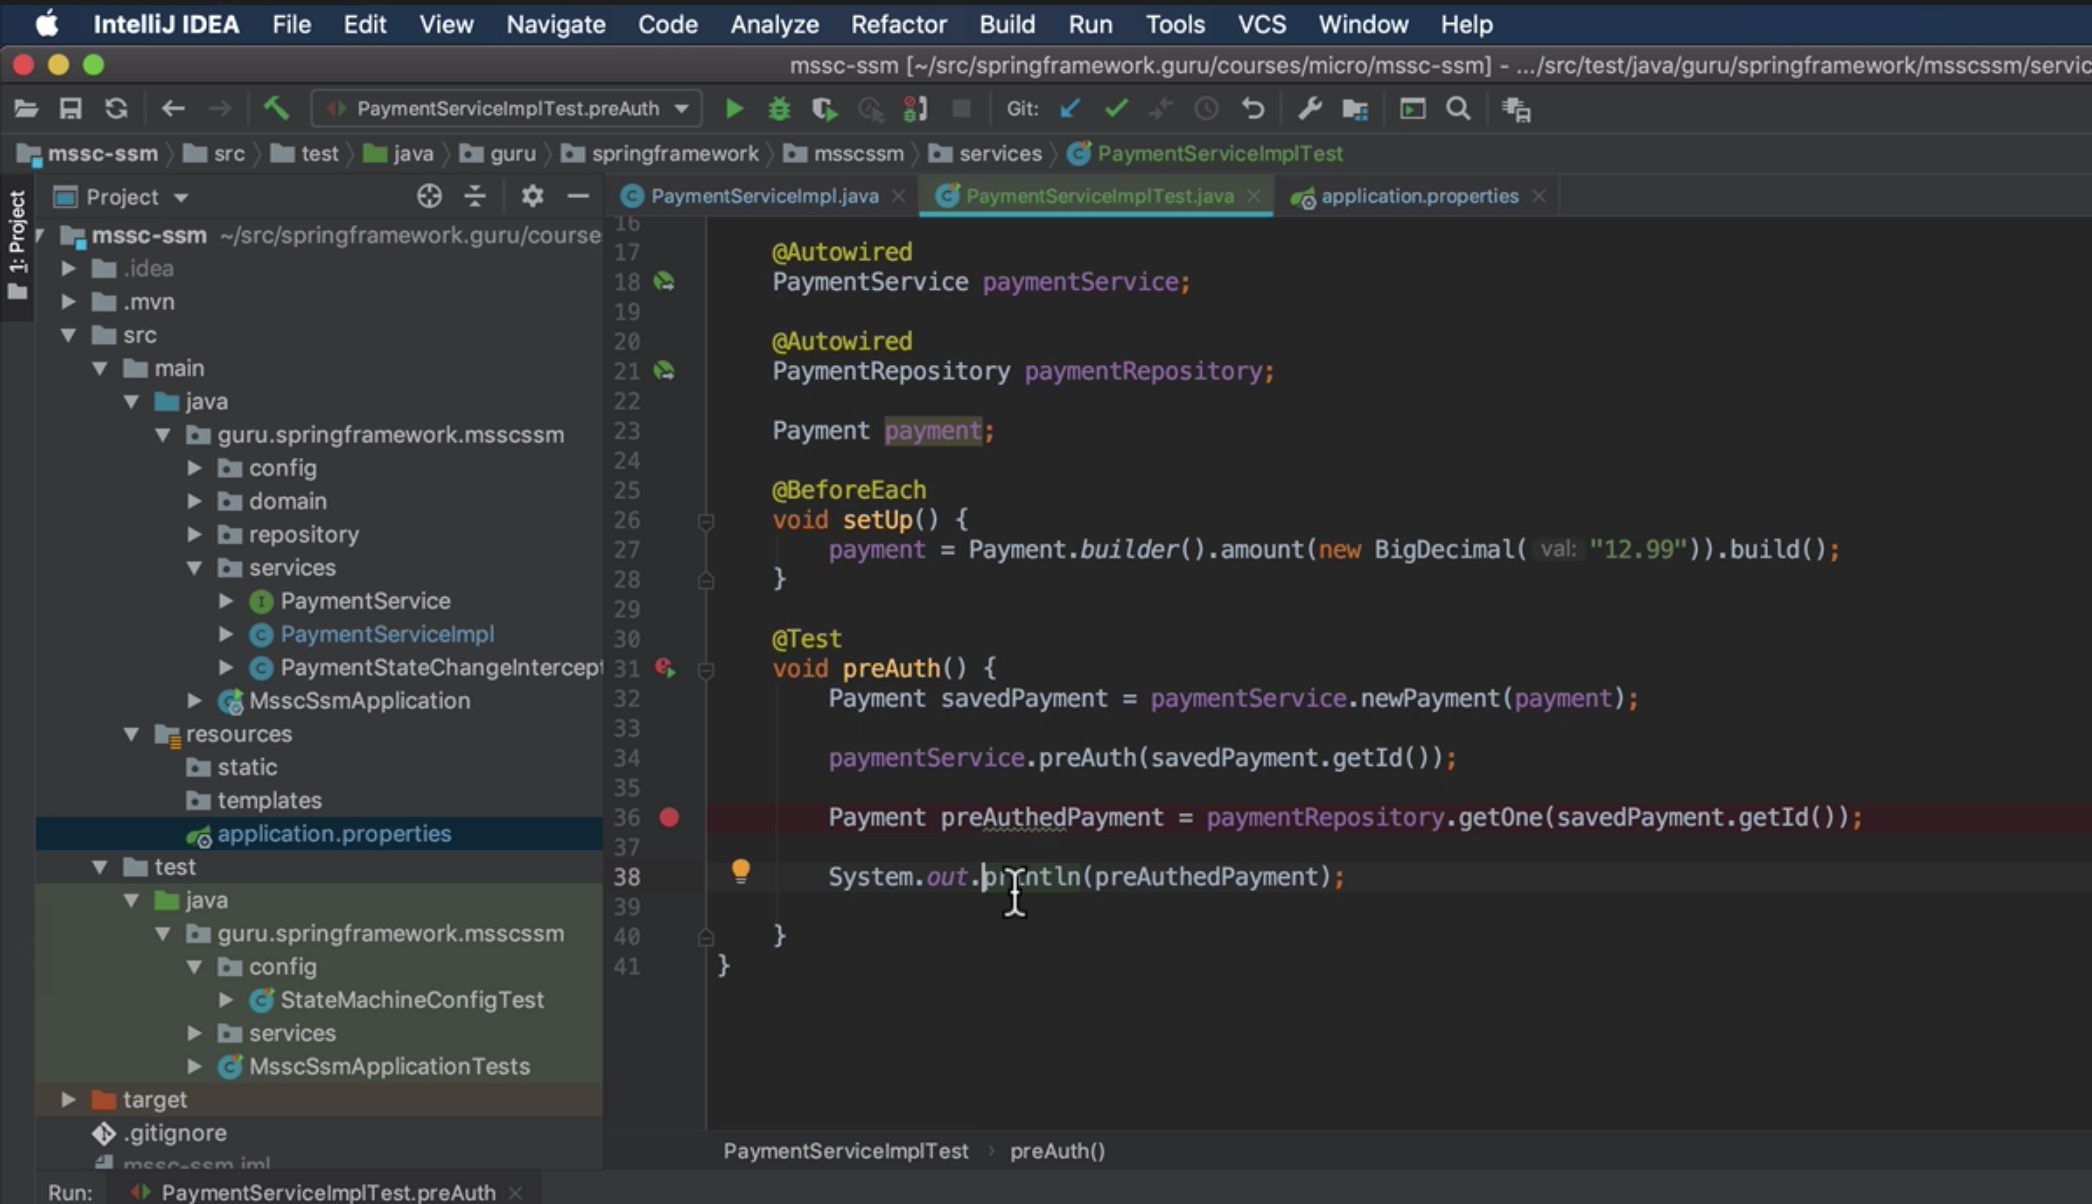 IntelliJ IDEA File Edit View Navigate Code Analyze Refactor Build Run Tools VCS Window Help
mssc-ssm [~/src/springframework.guru/courses/micro/mssc-ssm] - .../src/test/java/guru/springframework/msscssm/servic
PaymentServiceImplTest.preAuth Git:
mssc-ssm src test java guru springframework msscssm services PaymentServiceImplTest
1: Project
Project
mssc-ssm ~/src/springframework.guru/course
.idea
.mvn
src
main
java
guru.springframework.msscssm
config
domain
repository
services
PaymentService
PaymentServiceImpl
PaymentStateChangeIntercept
MsscSsmApplication
resources
static
templates
application.properties
test
java
guru.springframework.msscssm
config
StateMachineConfigTest
services
MsscSsmApplicationTests
target
.gitignore
mssc-ssm.iml
PaymentServiceImpl.java PaymentServiceImplTest.java application.properties
16
17 @Autowired
18 PaymentService paymentService;
19
20 @Autowired
21 PaymentRepository paymentRepository;
22
23 Payment payment;
24
25 @BeforeEach
26 void setUp() {
27 payment = Payment.builder().amount(new BigDecimal( val: "12.99")).build();
28 }
29
30 @Test
31 void preAuth() {
32 Payment savedPayment = paymentService.newPayment(payment);
33
34 paymentService.preAuth(savedPayment.getId());
35
36 Payment preAuthedPayment = paymentRepository.getOne(savedPayment.getId());
37
38 System.out.println(preAuthedPayment);
39
40 }
41 }
PaymentServiceImplTest › preAuth()
Run: PaymentServiceImplTest.preAuth